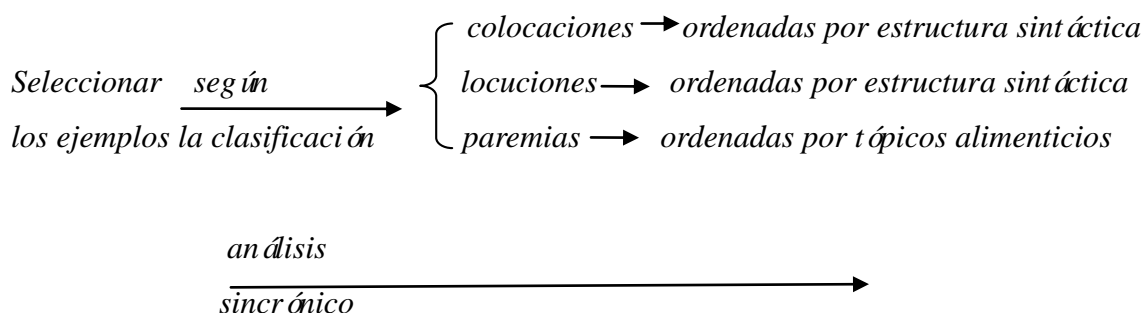 colocaciones → ordenadas por estructura sintáctica
Seleccionar según locuciones → ordenadas por estructura sintáctica
los ejemplos la clasificación paremias → ordenadas por tópicos alimenticios
análisis
sincrónico